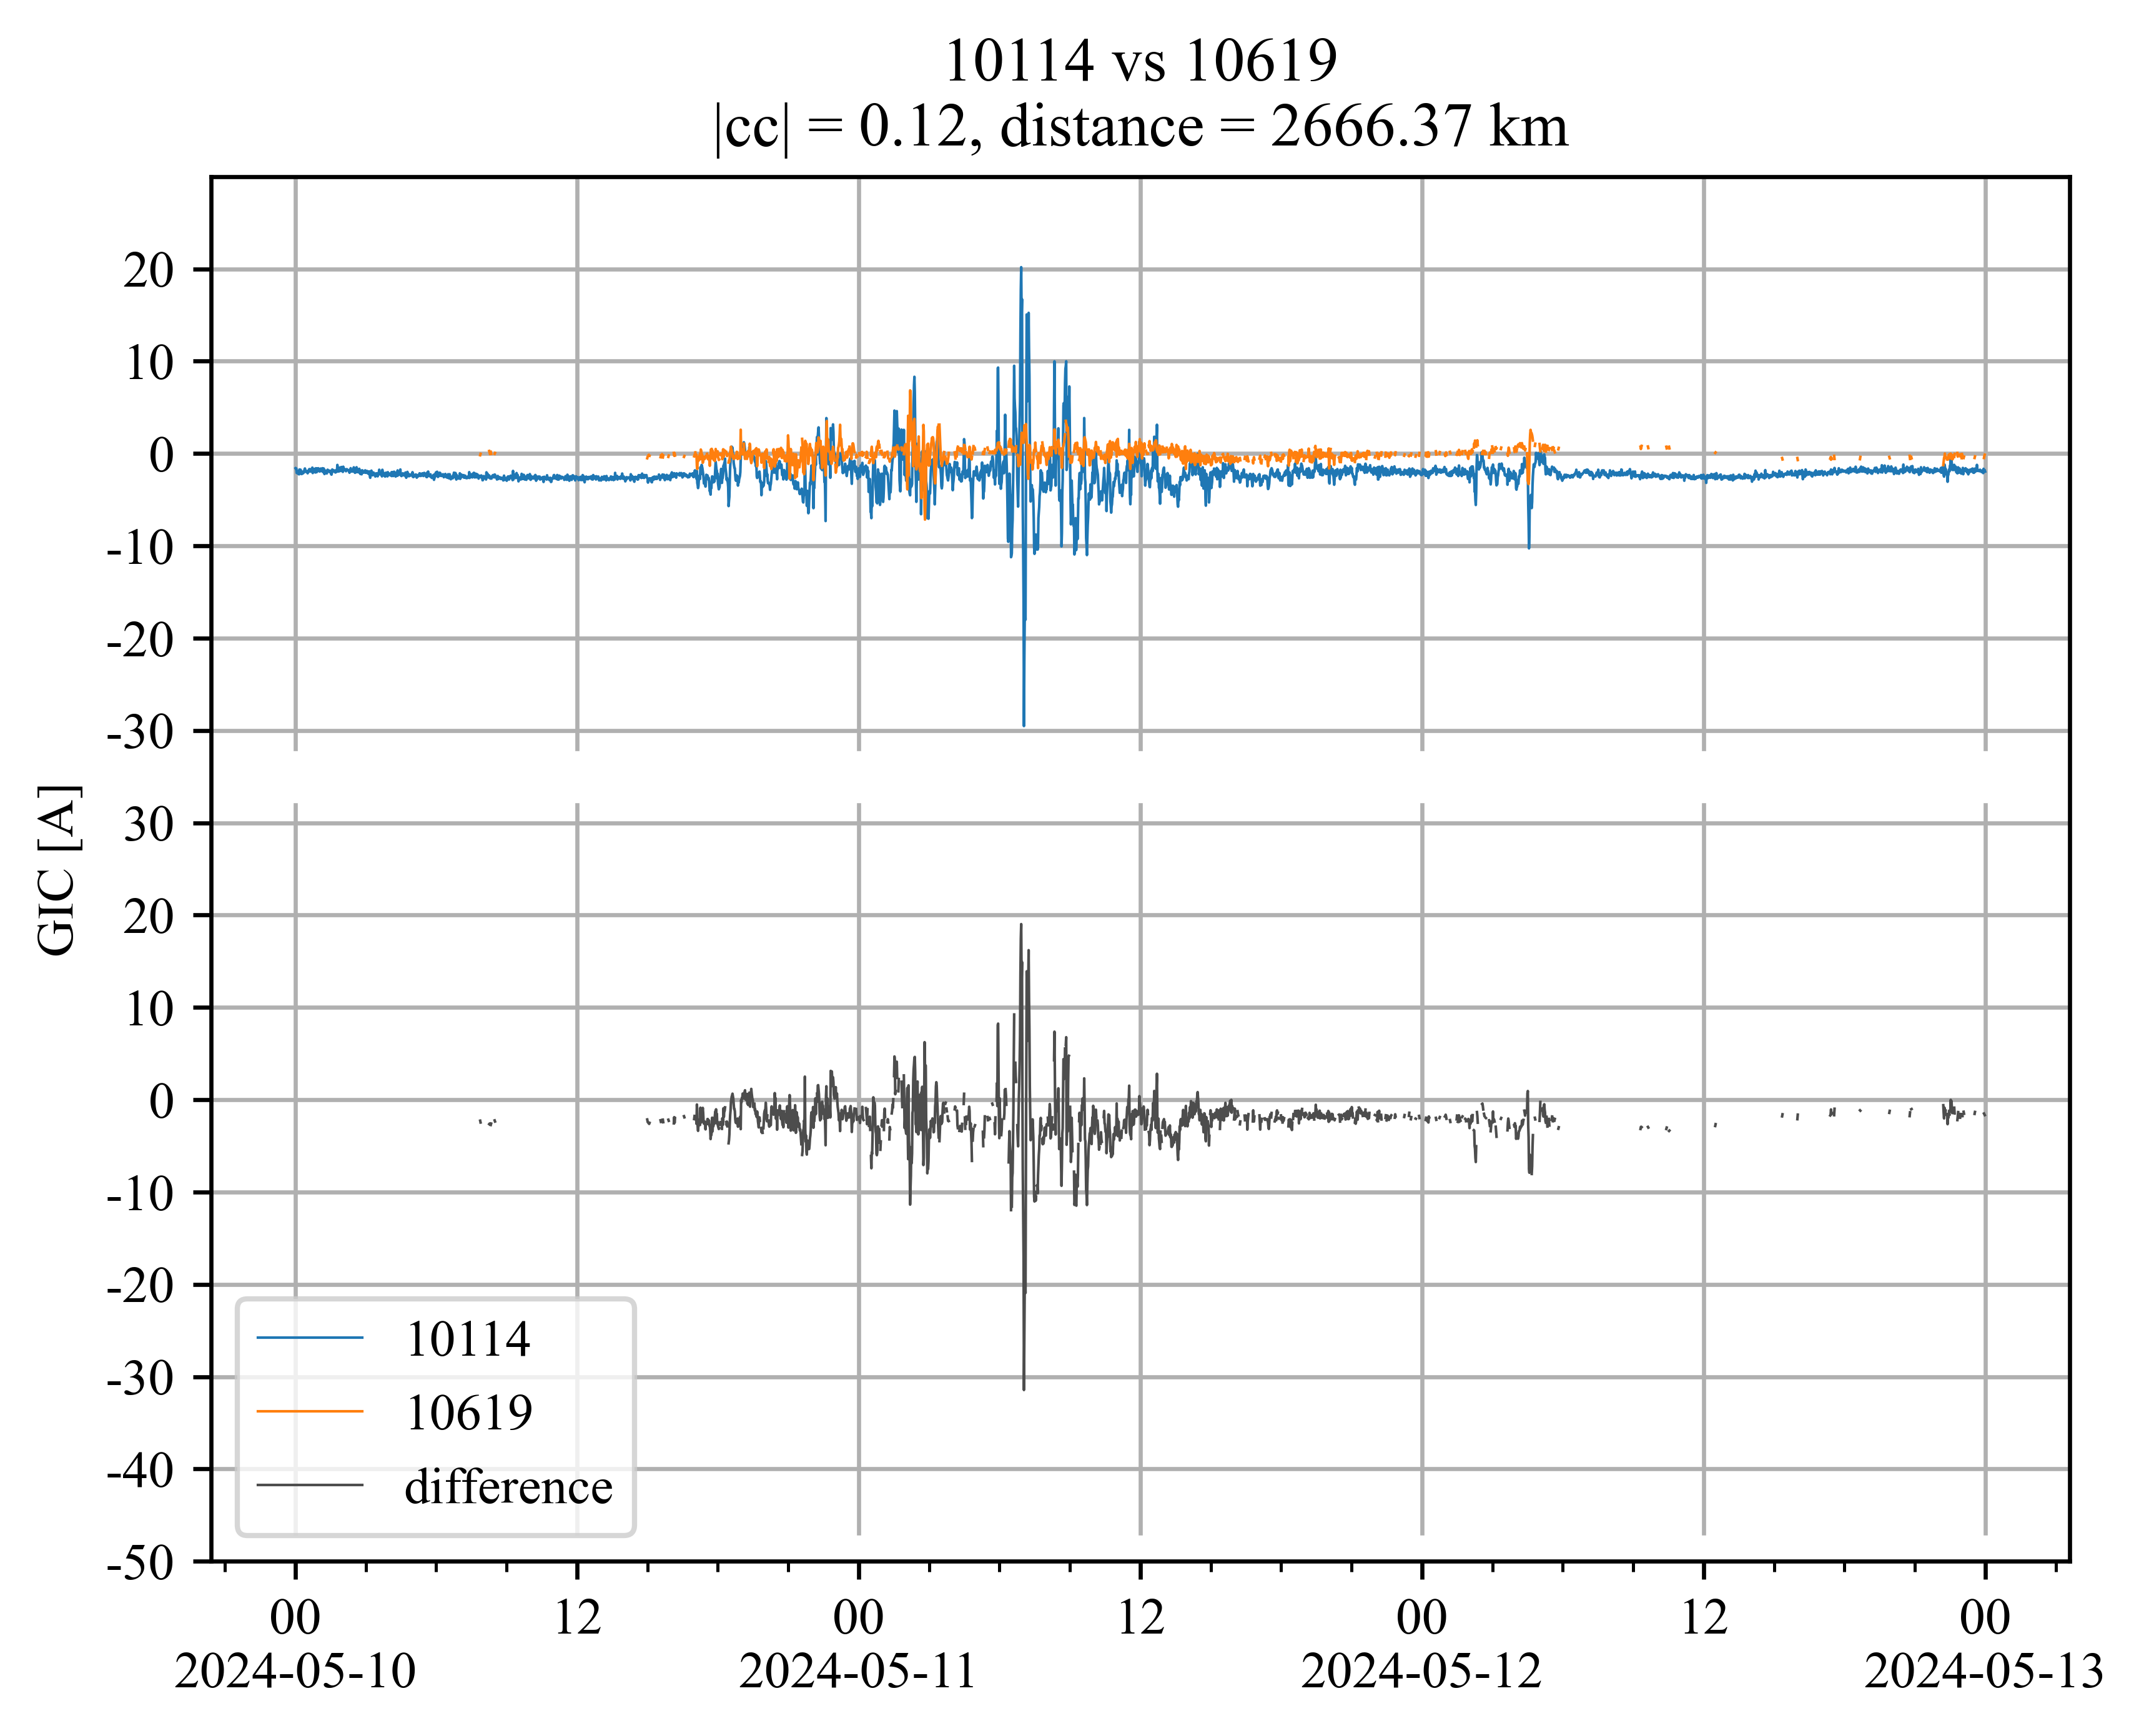 10114 vs 10619
|cc| = 0.12, distance = 2666.37 km
20
10
0
-10
-20
-30
30
20
10
0
-10
-20
-30
-40
-50
GIC [A]
10114
10619
difference
00 12 00 12 00 12 00
2024-05-10 2024-05-11 2024-05-12 2024-05-13